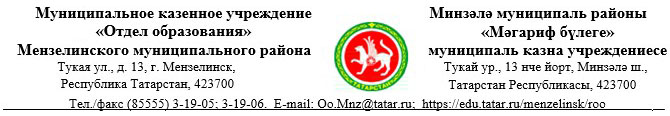 Муниципальное казенное учреждение
«Отдел образования»
Мензелинского муниципального района
Тукая ул., д. 13, г. Мензелинск,
Республика Татарстан, 423700
ТАТАРСТАН
Минзәлә муниципаль районы
«Мәгариф бүлеге»
муниципаль казна учреждениесе
Тукай ур., 13 нче йорт, Минзәлә ш.,
Татарстан Республикасы, 423700
Тел./факс (85555) 3-19-05; 3-19-06. E-mail: Oo.Mnz@tatar.ru; https://edu.tatar.ru/menzelinsk/roo